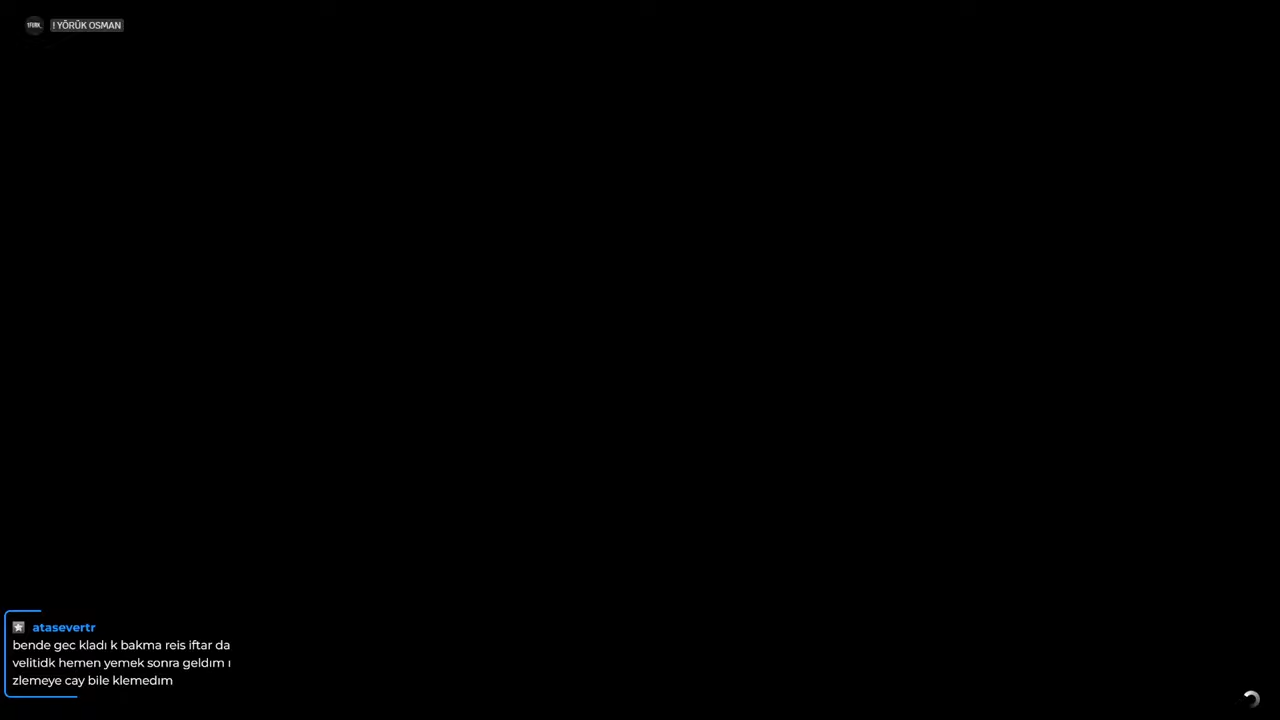 ! YÖRÜK OSMAN
atasevertr
bende gec kladı k bakma reis iftar da
velitidk hemen yemek sonra geldım ı
zlemeye cay bile klemedım